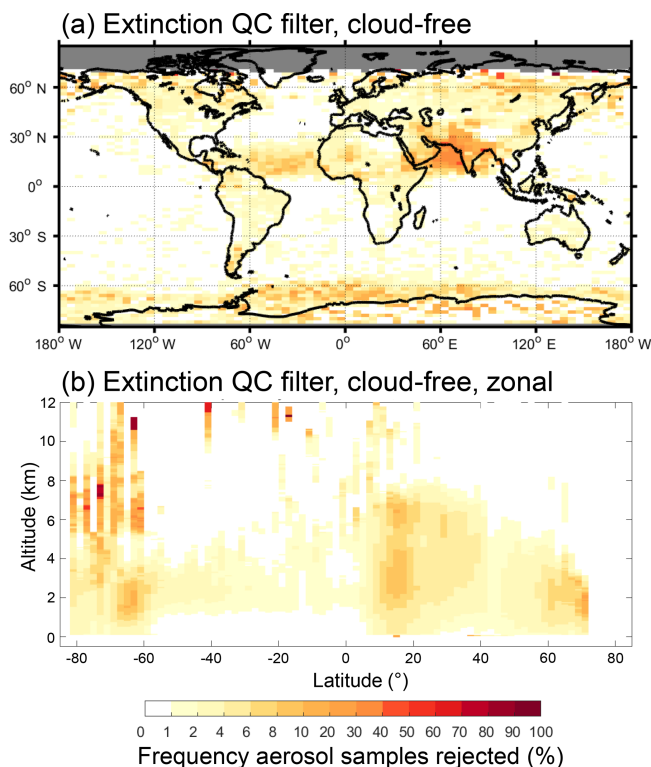 (a) Extinction QC filter, cloud-free
60° N
30° N
0°
30° S
60° S
180° W 120° W 60° W 0° 60° E 120° E 180° W
(b) Extinction QC filter, cloud-free, zonal
12
10
8
6
4
2
0
Altitude (km)
-80 -60 -40 -20 0 20 40 60 80
Latitude (°)
0 1 2 4 6 8 10 20 30 40 50 60 70 80 100
Frequency aerosol samples rejected (%)